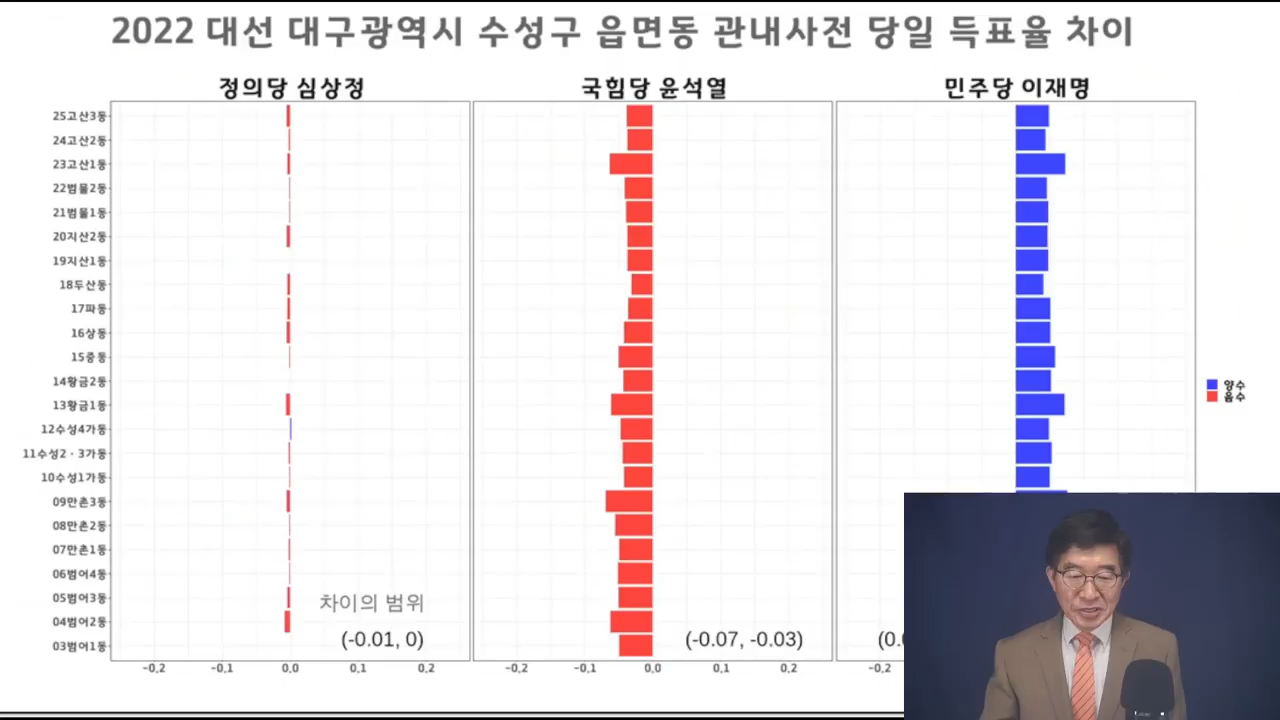 2022 대선 대구광역시 수성구 읍면동 관내사전 당일 득표율 차이
정의당 심상정
국힘당 윤석열
민주당 이재명
25고산3동
24고산2동
23고산1동
22범물2동
21범물1동
20지산2동
19지산1동
18두산동
17파동
16상동
15중동
14황금2동
13황금1동
12수성4가동
11수성2·3가동
10수성1가동
09만촌3동
08만촌2동
07만촌1동
06범어4동
05범어3동
04범어2동
03범어1동
차이의 범위
(-0.01, 0)
(-0.07, -0.03)
(0.0
-0.2 -0.1 0.0 0.1 0.2
-0.2 -0.1 0.0 0.1 0.2
-0.2
양수
음수